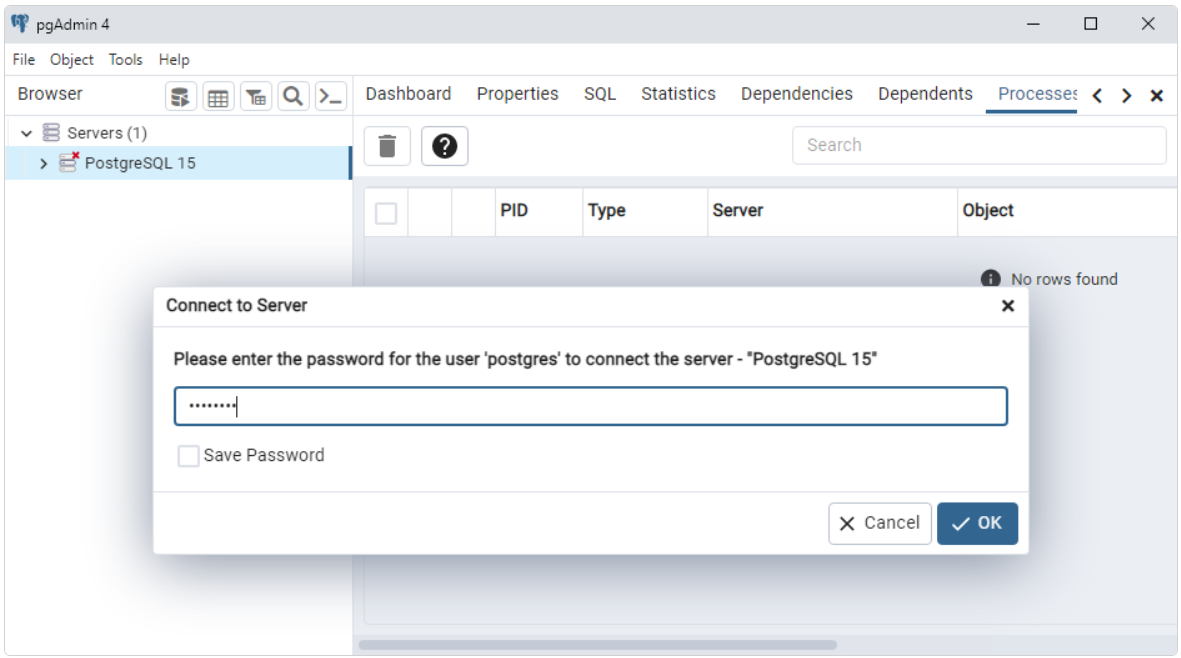 pgAdmin 4
File Object Tools Help
Browser
Dashboard Properties SQL Statistics Dependencies Dependents Processes
Servers (1)
PostgreSQL 15
Search
PID Type Server Object
No rows found
Connect to Server
Please enter the password for the user 'postgres' to connect the server - "PostgreSQL 15"
••••••••
Save Password
Cancel OK